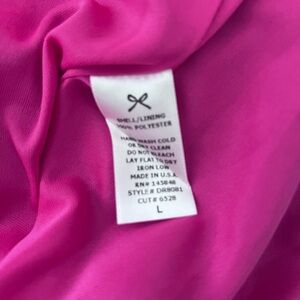 SHELL/LINING
100% POLYESTER
HAND WASH COLD
OR DRY CLEAN
DO NOT BLEACH
LAY FLAT TO DRY
IRON LOW
MADE IN U.S.A
RN# 145848
STYLE# DR8081
CUT# 6528
L